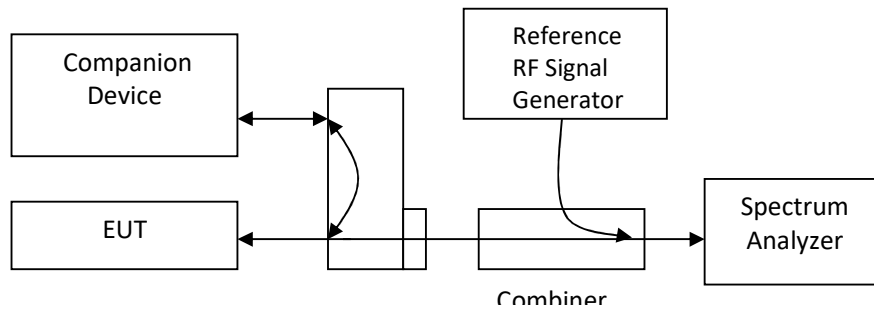 Companion
Device
Reference
RF Signal
Generator
EUT
Spectrum
Analyzer
Combiner